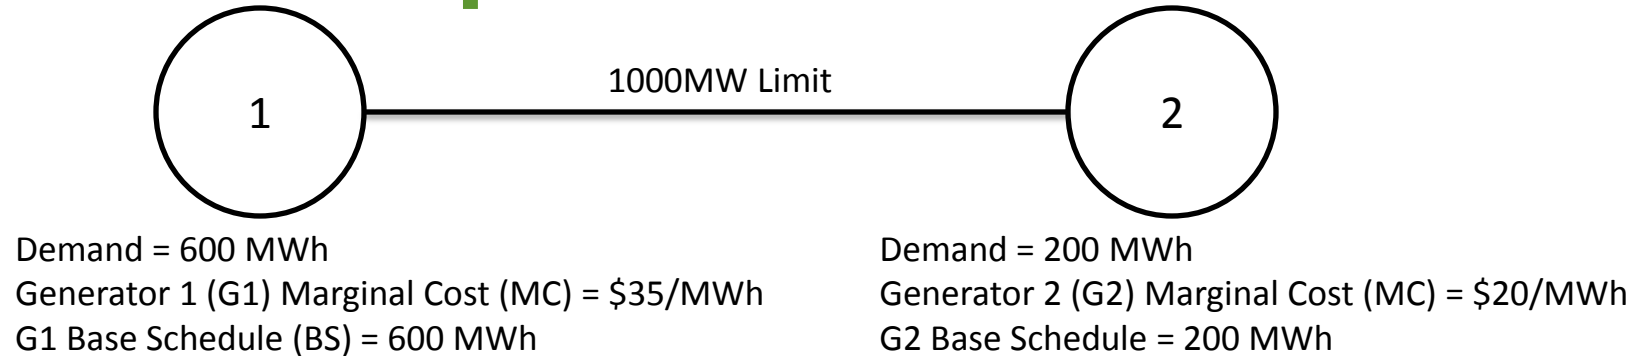 1000MW Limit
1
2
Demand = 600 MWh
Generator 1 (G1) Marginal Cost (MC) = $35/MWh
G1 Base Schedule (BS) = 600 MWh
Demand = 200 MWh
Generator 2 (G2) Marginal Cost (MC) = $20/MWh
G2 Base Schedule = 200 MWh